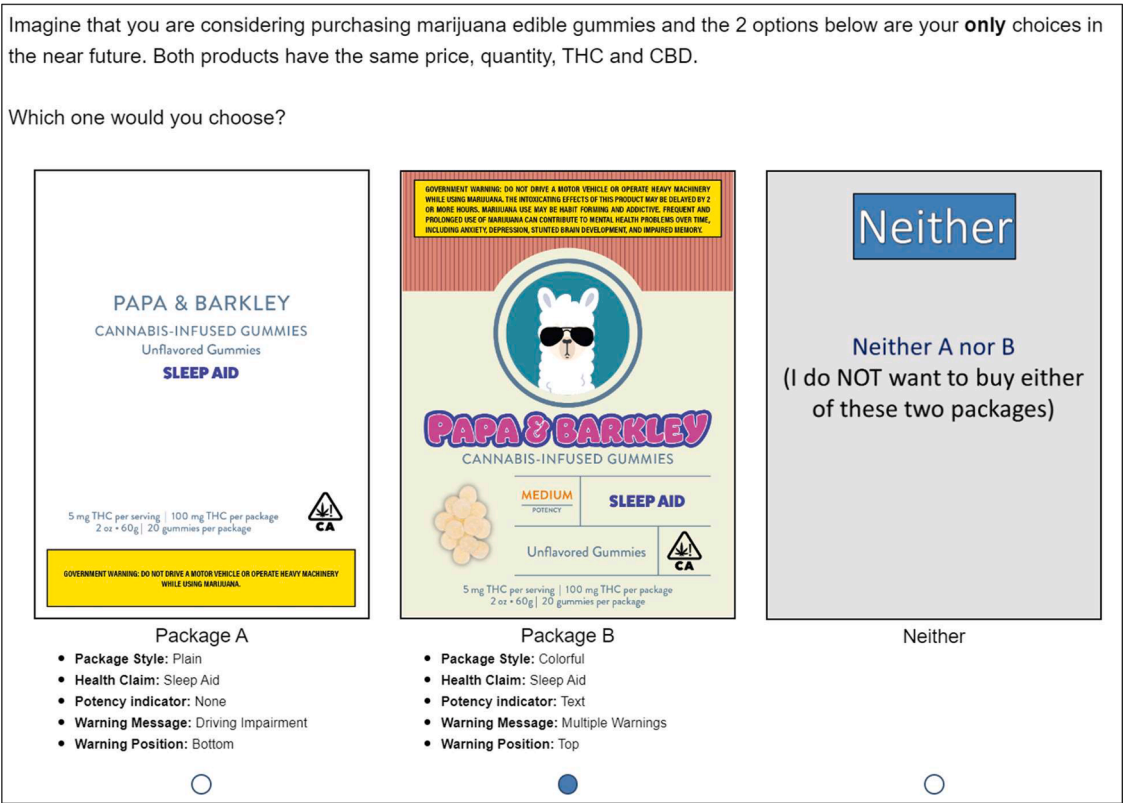 Imagine that you are considering purchasing marijuana edible gummies and the 2 options below are your only choices in
the near future. Both products have the same price, quantity, THC and CBD.
Which one would you choose?
PAPA & BARKLEY
CANNABIS-INFUSED GUMMIES
Unflavored Gummies
SLEEP AID
5 mg THC per serving | 100 mg THC per package
2 oz • 60g | 20 gummies per package
CA
GOVERNMENT WARNING: DO NOT DRIVE A MOTOR VEHICLE OR OPERATE HEAVY MACHINERY
WHILE USING MARIJUANA.
Package A
• Package Style: Plain
• Health Claim: Sleep Aid
• Potency indicator: None
• Warning Message: Driving Impairment
• Warning Position: Bottom
GOVERNMENT WARNING: DO NOT DRIVE A MOTOR VEHICLE OR OPERATE HEAVY MACHINERY
WHILE USING MARIJUANA. THE INTOXICATING EFFECTS OF THIS PRODUCT MAY BE DELAYED BY 2
OR MORE HOURS. MARIJUANA USE MAY BE HABIT FORMING AND ADDICTIVE. FREQUENT AND
PROLONGED USE OF MARIJUANA CAN CONTRIBUTE TO MENTAL HEALTH PROBLEMS OVER TIME,
INCLUDING ANXIETY, DEPRESSION, STUNTED BRAIN DEVELOPMENT, AND IMPAIRED MEMORY.
PAPA & BARKLEY
CANNABIS-INFUSED GUMMIES
MEDIUM
POTENCY
SLEEP AID
Unflavored Gummies
CA
5 mg THC per serving | 100 mg THC per package
2 oz • 60g | 20 gummies per package
Package B
• Package Style: Colorful
• Health Claim: Sleep Aid
• Potency indicator: Text
• Warning Message: Multiple Warnings
• Warning Position: Top
Neither
Neither A nor B
(I do NOT want to buy either
of these two packages)
Neither